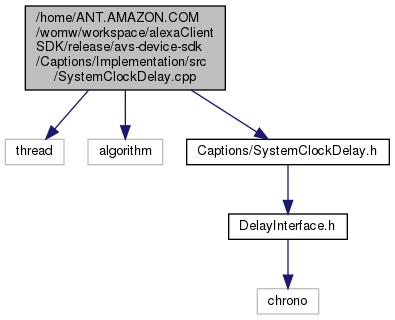 /home/ANT.AMAZON.COM
/womw/workspace/alexaClient
SDK/release/avs-device-sdk
/Captions/Implementation/src
/SystemClockDelay.cpp
thread
algorithm
Captions/SystemClockDelay.h
DelayInterface.h
chrono